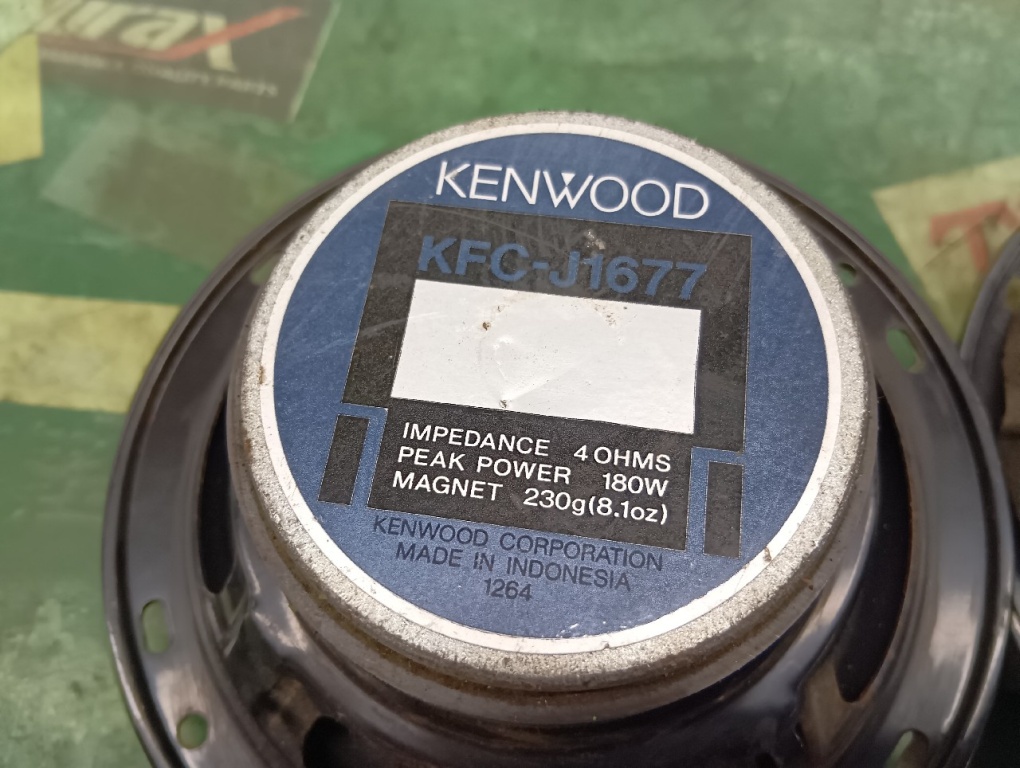 KENWOOD
KFC-J1677
IMPEDANCE 4 OHMS
PEAK POWER 180W
MAGNET 230g(8.1oz)
KENWOOD CORPORATION
MADE IN INDONESIA
1264